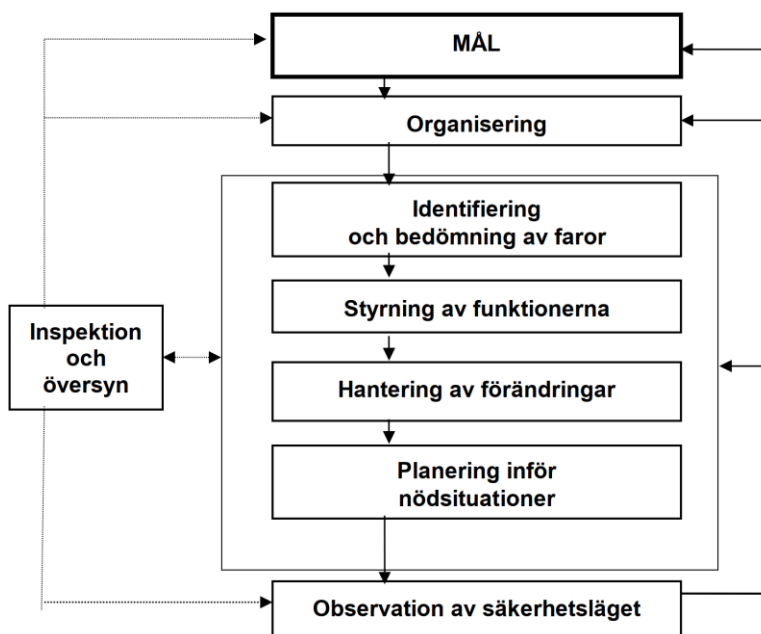 MÅL
Organisering
Identifiering
och bedömning av faror
Styrning av funktionerna
Inspektion
och
översyn
Hantering av förändringar
Planering inför
nödsituationer
Observation av säkerhetsläget